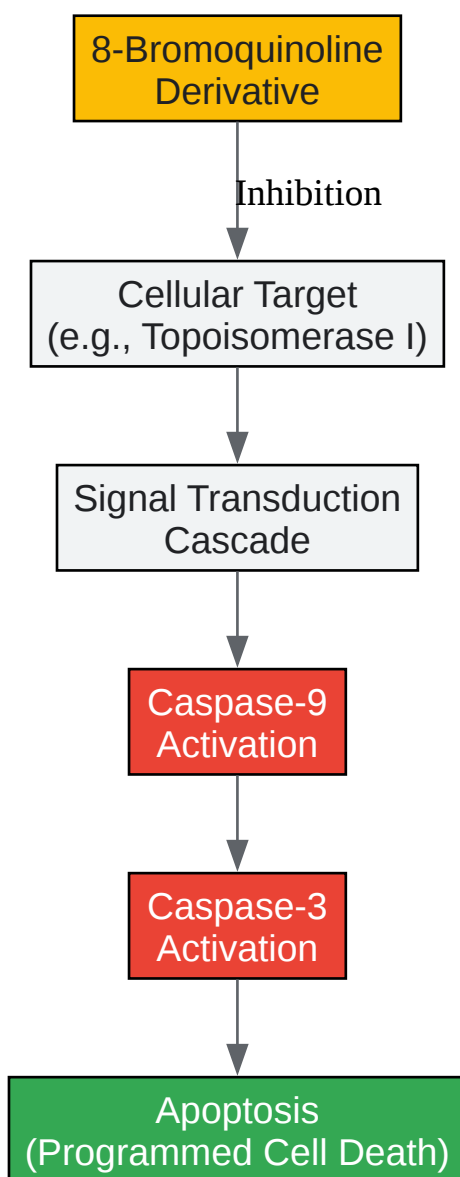 8-Bromoquinoline
Derivative
Inhibition
Cellular Target
(e.g., Topoisomerase I)
Signal Transduction
Cascade
Caspase-9
Activation
Caspase-3
Activation
Apoptosis
(Programmed Cell Death)